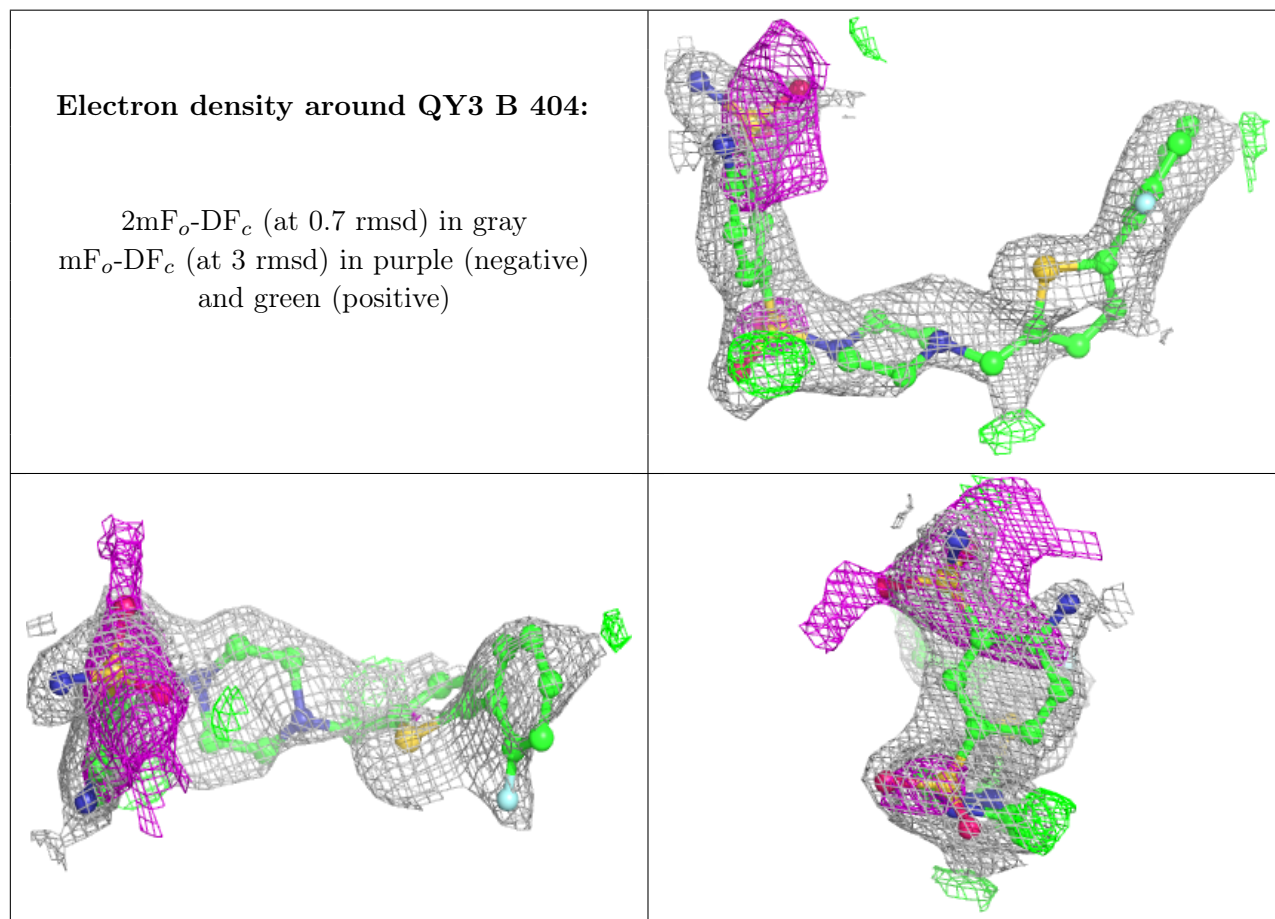 Electron density around QY3 B 404:
2mFo-DFc (at 0.7 rmsd) in gray
mFo-DFc (at 3 rmsd) in purple (negative)
and green (positive)